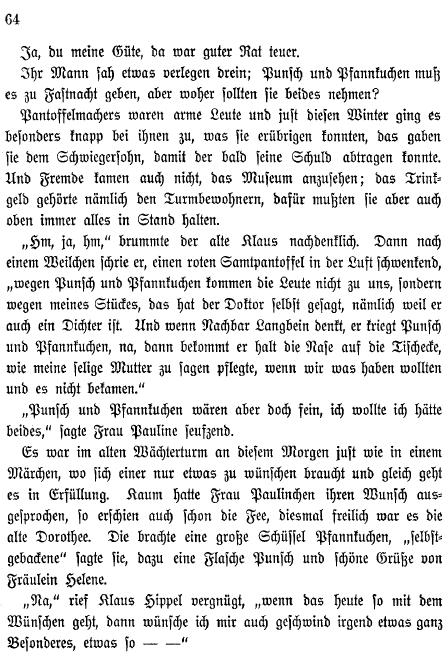 64
Ja, du meine Güte, da war guter Rat teuer.
Ihr Mann sah etwas verlegen drein; Punsch und Pfannkuchen muß
es zu Fastnacht geben, aber woher sollten sie beides nehmen?
Pantoffelmachers waren arme Leute und just diesen Winter ging es
besonders knapp bei ihnen zu, was sie erübrigen konnten, das gaben
sie dem Schwiegersohn, damit der bald seine Schuld abtragen konnte.
Und Fremde kamen auch nicht, das Museum anzusehen; das Trink-
geld gehörte nämlich den Turmbewohnern, dafür mußten sie aber auch
oben immer alles in Stand halten.
„Hm, ja, hm,“ brummte der alte Klaus nachdenklich. Dann nach
einem Weilchen schrie er, einen roten Samtpantoffel in der Luft schwenkend,
„wegen Punsch und Pfannkuchen kommen die Leute nicht zu uns, sondern
wegen meines Stückes, das hat der Doktor selbst gesagt, nämlich weil er
auch ein Dichter ist. Und wenn Nachbar Langbein denkt, er kriegt Punsch
und Pfannkuchen, na, dann bekommt er halt die Nase auf die Tischecke,
wie meine selige Mutter zu sagen pflegte, wenn wir was haben wollten
und es nicht bekamen.“
„Punsch und Pfannkuchen wären aber doch fein, ich wollte ich hätte
beides,“ sagte Frau Pauline seufzend.
Es war im alten Wächterturm an diesem Morgen just wie in einem
Märchen, wo sich einer nur etwas zu wünschen braucht und gleich geht
es in Erfüllung. Kaum hatte Frau Paulinchen ihren Wunsch aus-
gesprochen, so erschien auch schon die Fee, diesmal freilich war es die
alte Dorothee. Die brachte eine große Schüssel Pfannkuchen, „selbst-
gebackene“ sagte sie, dazu eine Flasche Punsch und schöne Grüße von
Fräulein Helene.
„Na,“ rief Klaus Hippel vergnügt, „wenn das heute so mit dem
Wünschen geht, dann wünsche ich mir auch geschwind irgend etwas ganz
Besonderes, etwas so — —“